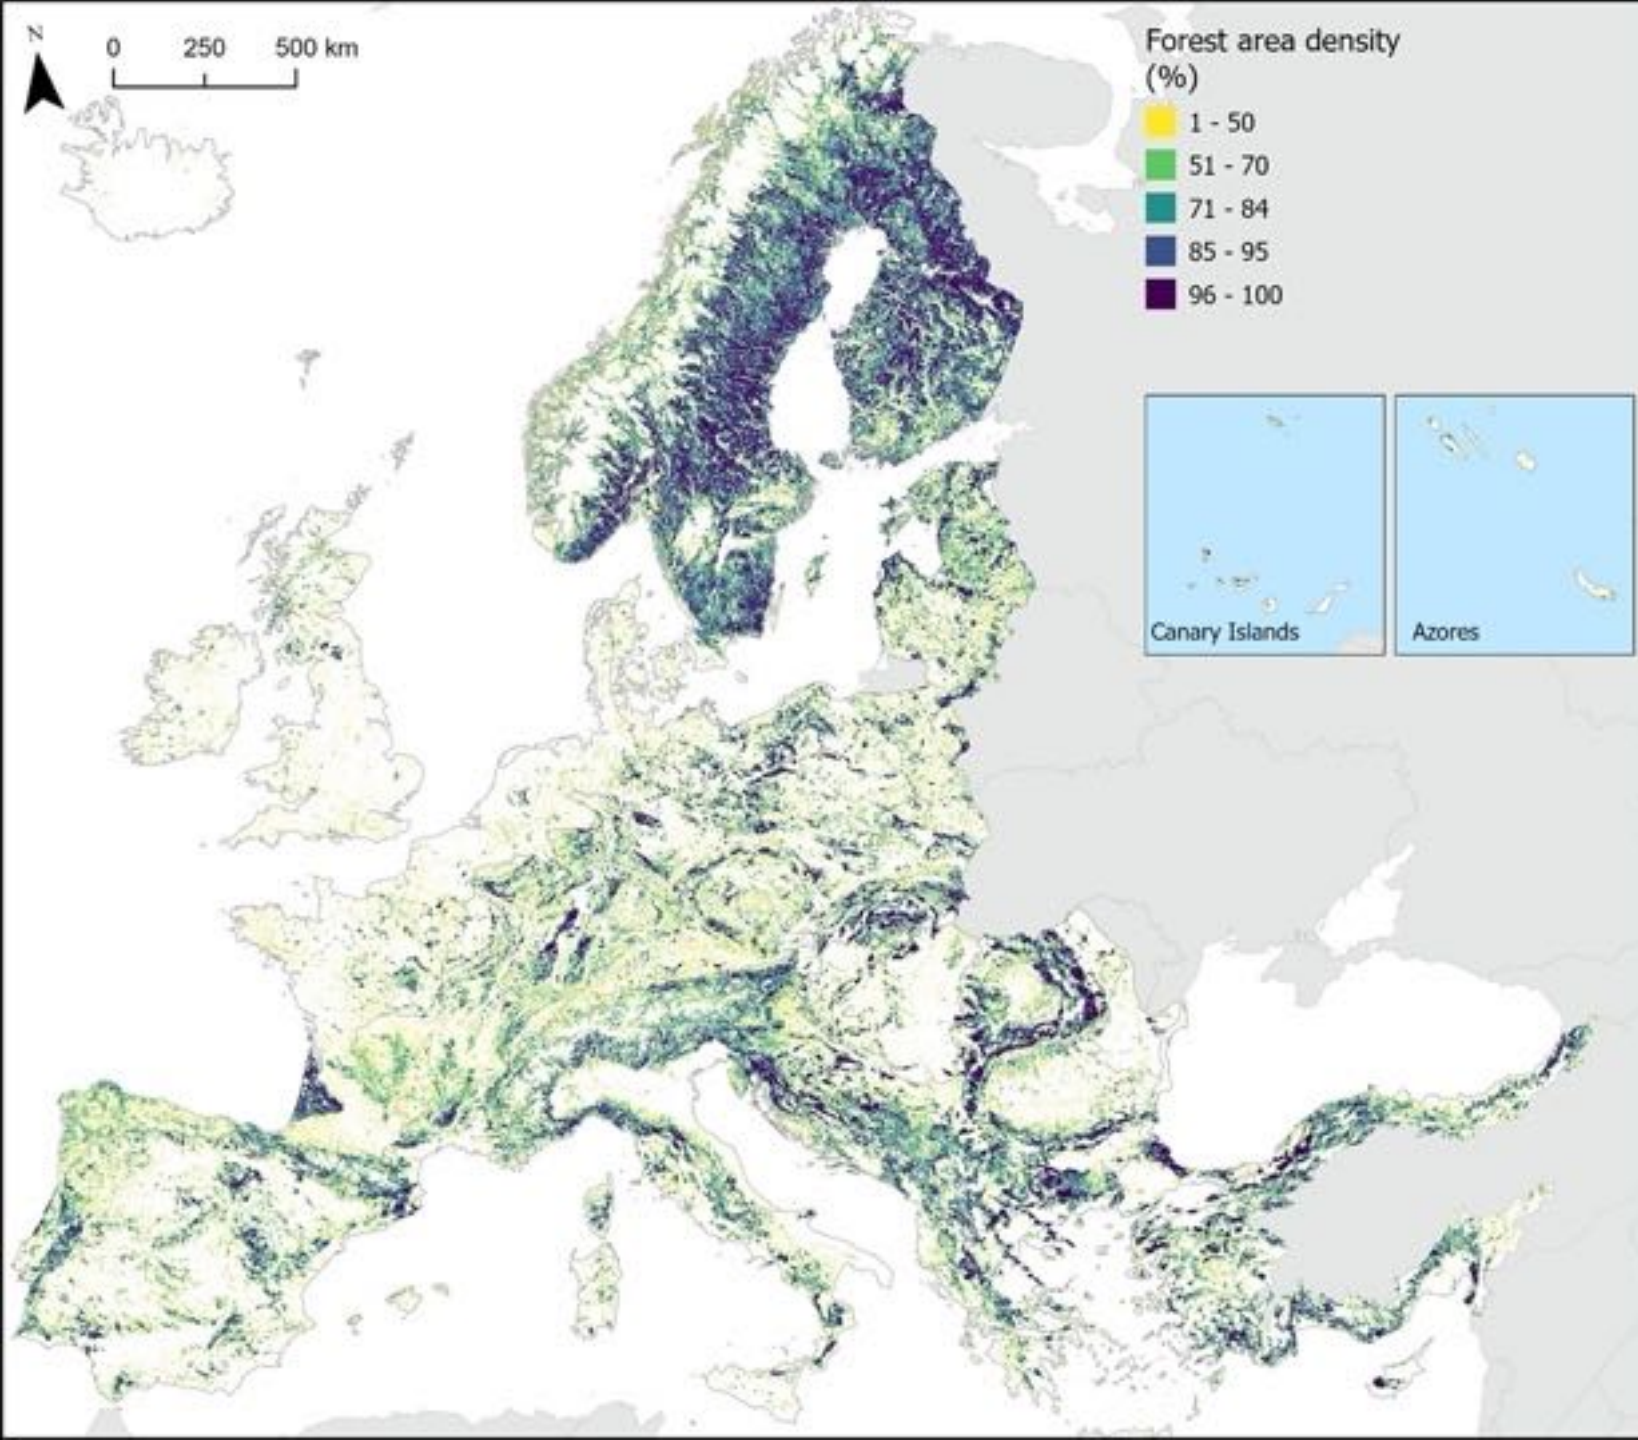 N
0 250 500 km
Forest area density
(%)
1 - 50
51 - 70
71 - 84
85 - 95
96 - 100
Canary Islands
Azores